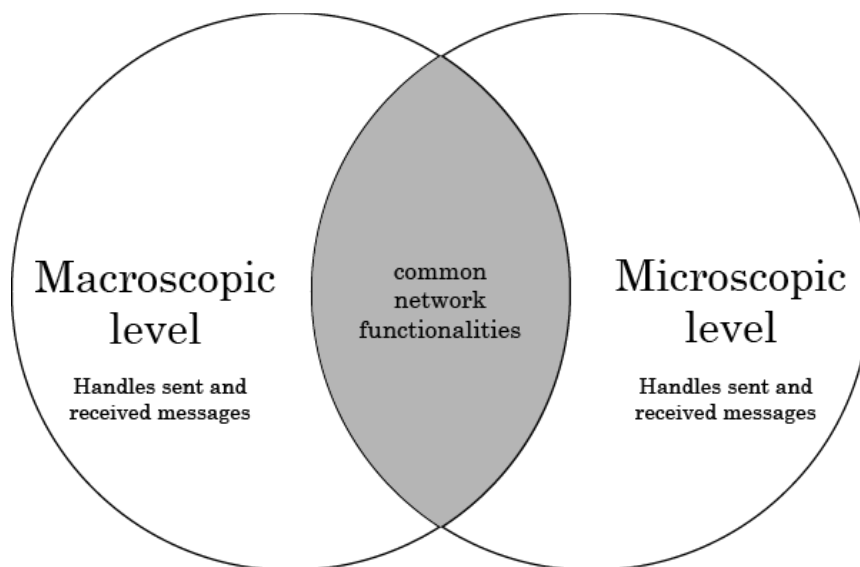 Macroscopic
level
Handles sent and
received messages
common
network
functionalities
Microscopic
level
Handles sent and
received messages